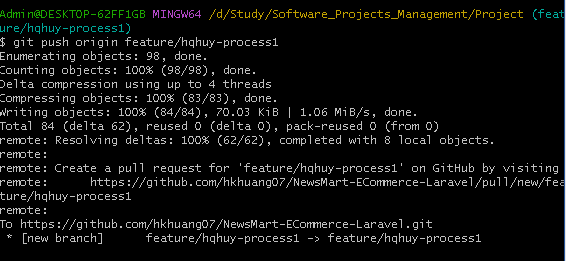 Admin@DESKTOP-62FF1GB MINGW64 /d/Study/Software_Projects_Management/Project (feat
ure/hqhuy-process1)
$ git push origin feature/hqhuy-process1
Enumerating objects: 98, done.
Counting objects: 100% (98/98), done.
Delta compression using up to 4 threads
Compressing objects: 100% (83/83), done.
Writing objects: 100% (84/84), 70.03 KiB | 1.06 MiB/s, done.
Total 84 (delta 62), reused 0 (delta 0), pack-reused 0 (from 0)
remote: Resolving deltas: 100% (62/62), completed with 8 local objects.
remote:
remote: Create a pull request for 'feature/hqhuy-process1' on GitHub by visiting
remote:      https://github.com/hkhuang07/NewsMart-ECommerce-Laravel/pull/new/fea
ture/hqhuy-process1
remote:
To https://github.com/hkhuang07/NewsMart-ECommerce-Laravel.git
 * [new branch]      feature/hqhuy-process1 -> feature/hqhuy-process1